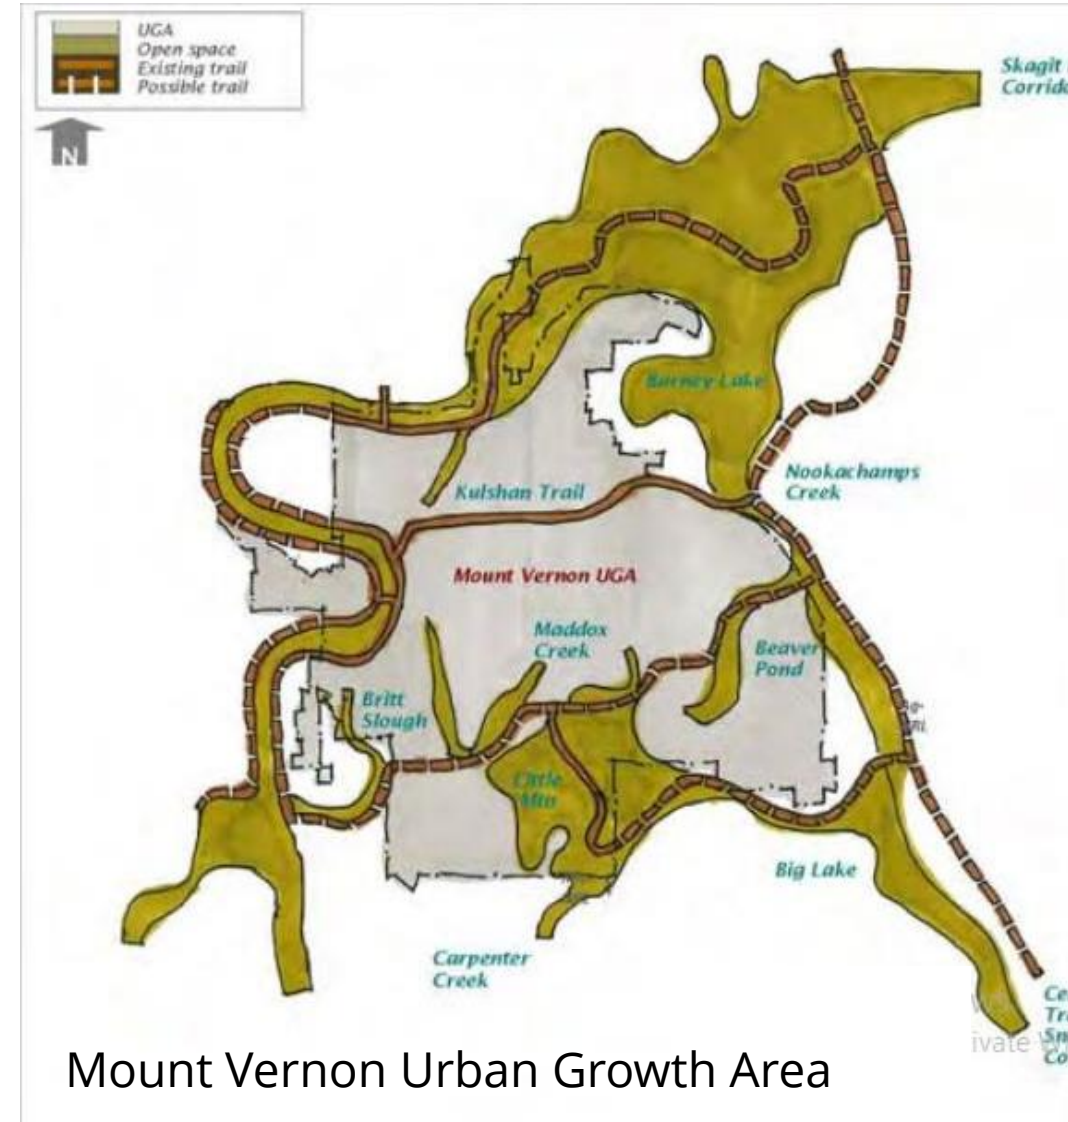 UGA
Open space
Existing trail
Possible trail
N
Skagit
Corrido
Barney Lake
Nookachamps
Creek
Kulshan Trail
Mount Vernon UGA
Maddox
Creek
Beaver
Pond
Britt
Slough
Little
Mtn
Big Lake
Carpenter
Creek
Ce
Tr
Sn
Co
ivate
Mount Vernon Urban Growth Area